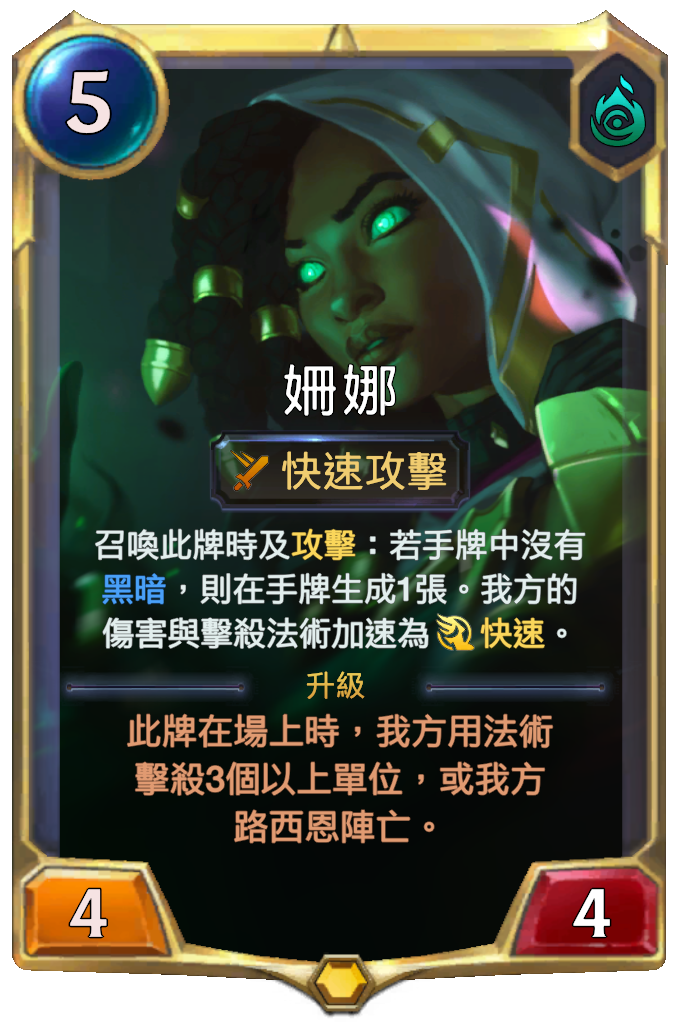 5
姍娜
快速攻擊
召喚此牌時及攻擊：若手牌中沒有
黑暗，則在手牌生成1張。我方的
傷害與擊殺法術加速為快速。
升級
此牌在場上時，我方用法術
擊殺3個以上單位，或我方
路西恩陣亡。
4
4